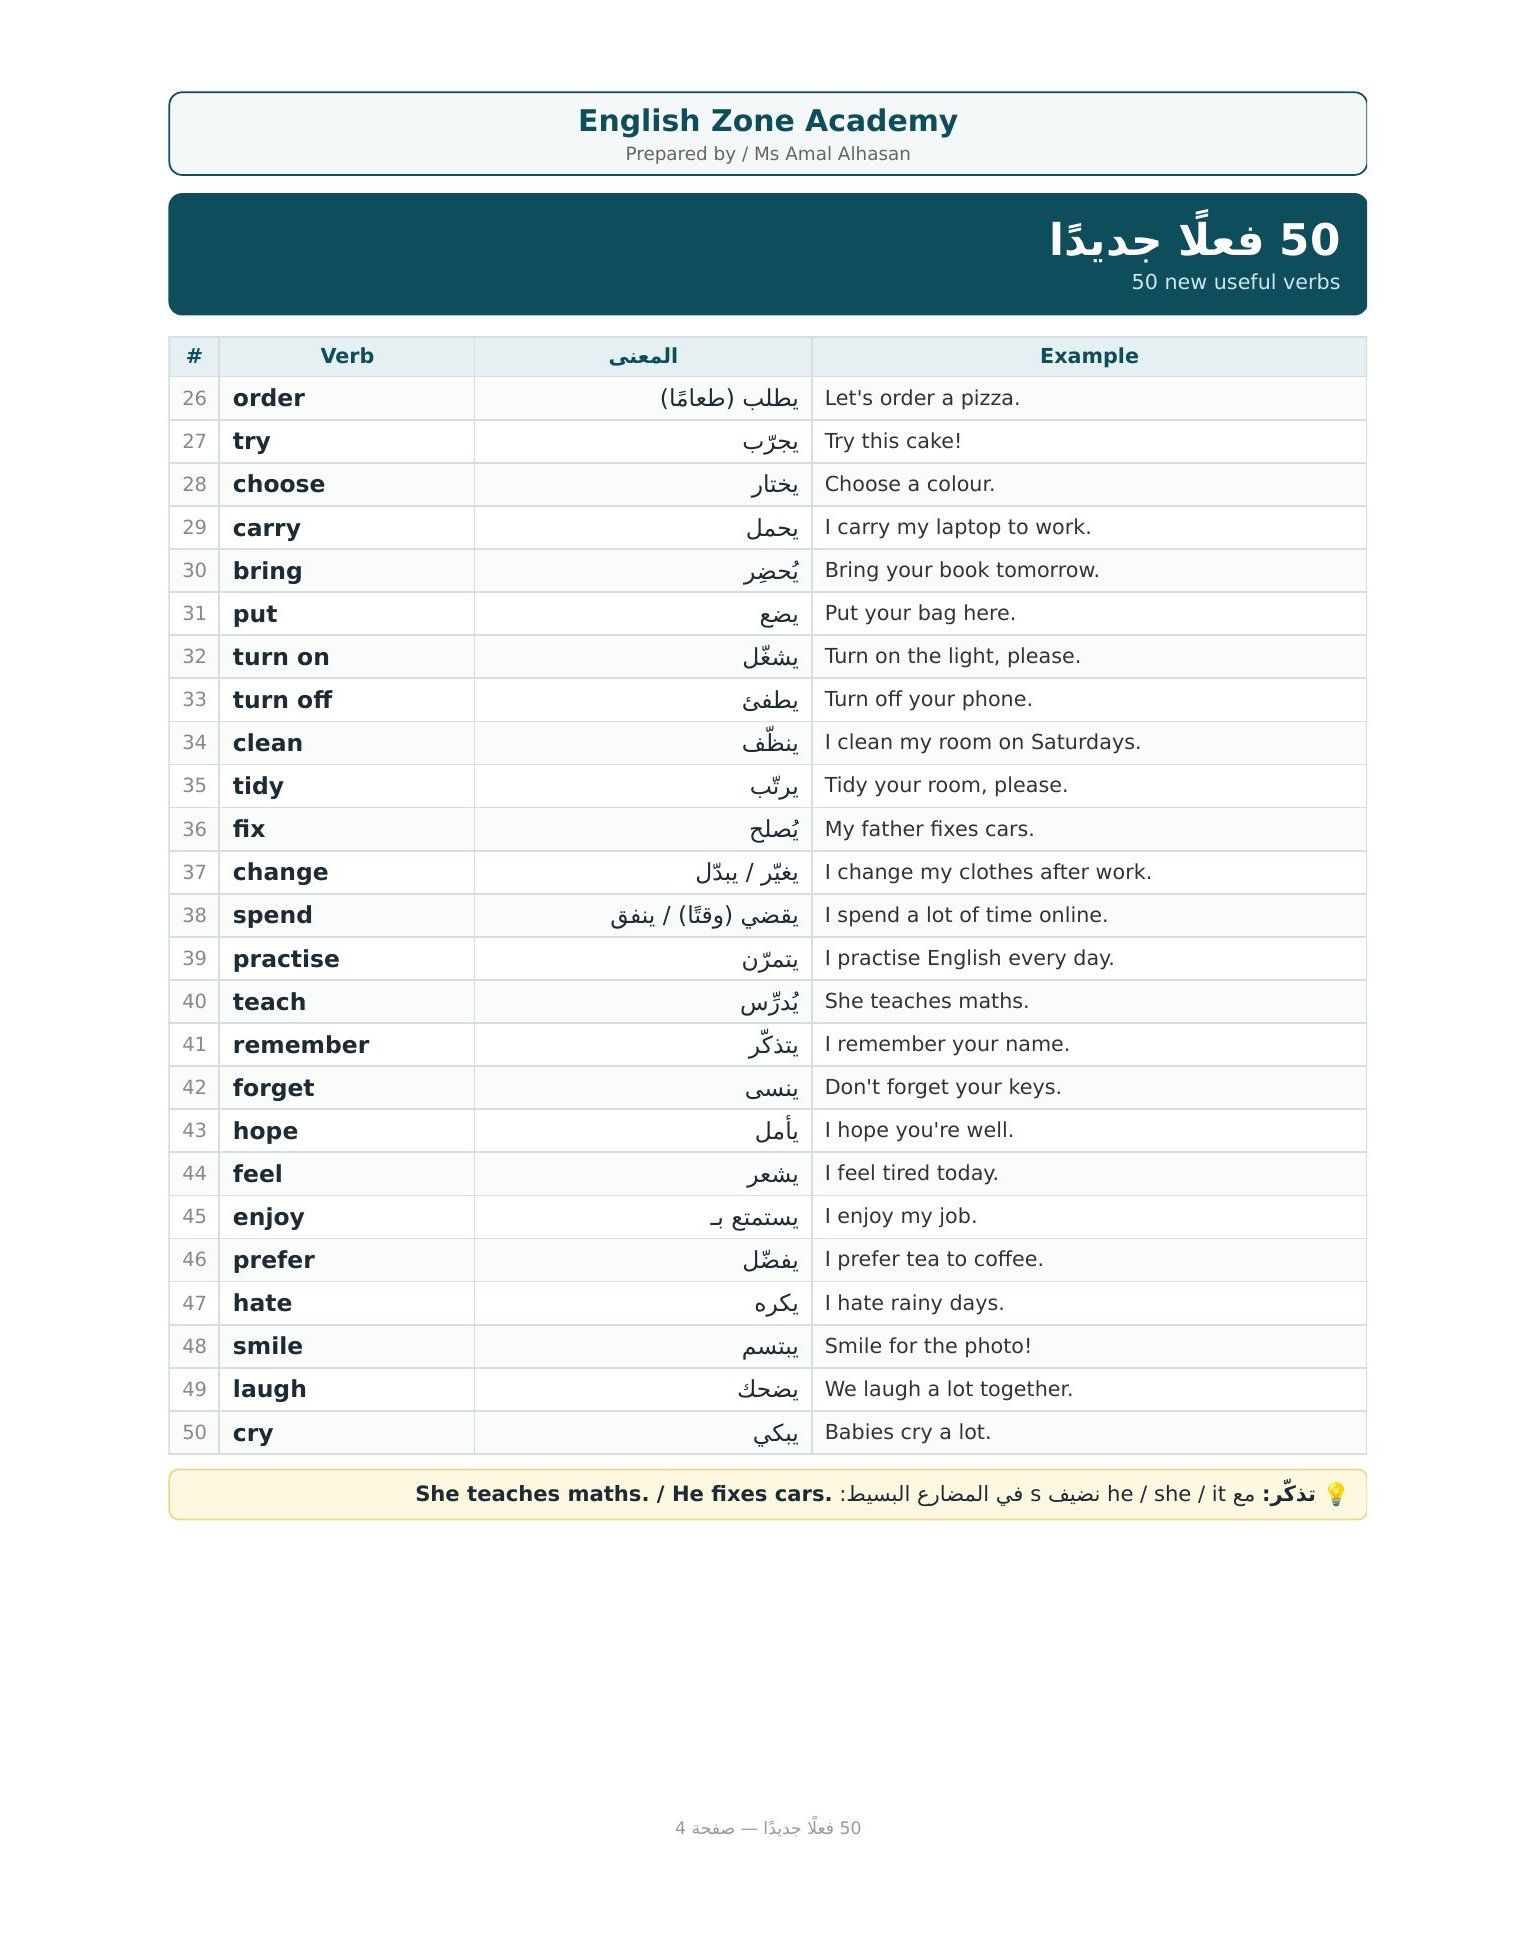 English Zone Academy
Prepared by / Ms Amal Alhasan
50 فعلًا جديدًا
50 new useful verbs
# Verb المعنى Example
26 order يطلب (طعامًا) Let's order a pizza.
27 try يجرّب Try this cake!
28 choose يختار Choose a colour.
29 carry يحمل I carry my laptop to work.
30 bring يُحضِر Bring your book tomorrow.
31 put يضع Put your bag here.
32 turn on يشغّل Turn on the light, please.
33 turn off يطفئ Turn off your phone.
34 clean ينظّف I clean my room on Saturdays.
35 tidy يرتّب Tidy your room, please.
36 fix يُصلح My father fixes cars.
37 change يغيّر / يبدّل I change my clothes after work.
38 spend يقضي (وقتًا) / ينفق I spend a lot of time online.
39 practise يتمرّن I practise English every day.
40 teach يُدرِّس She teaches maths.
41 remember يتذكّر I remember your name.
42 forget ينسى Don't forget your keys.
43 hope يأمل I hope you're well.
44 feel يشعر I feel tired today.
45 enjoy يستمتع بـ I enjoy my job.
46 prefer يفضّل I prefer tea to coffee.
47 hate يكره I hate rainy days.
48 smile يبتسم Smile for the photo!
49 laugh يضحك We laugh a lot together.
50 cry يبكي Babies cry a lot.
💡 تذكّر: مع he / she / it نضيف s في المضارع البسيط: She teaches maths. / He fixes cars.
50 فعلًا جديدًا — صفحة 4